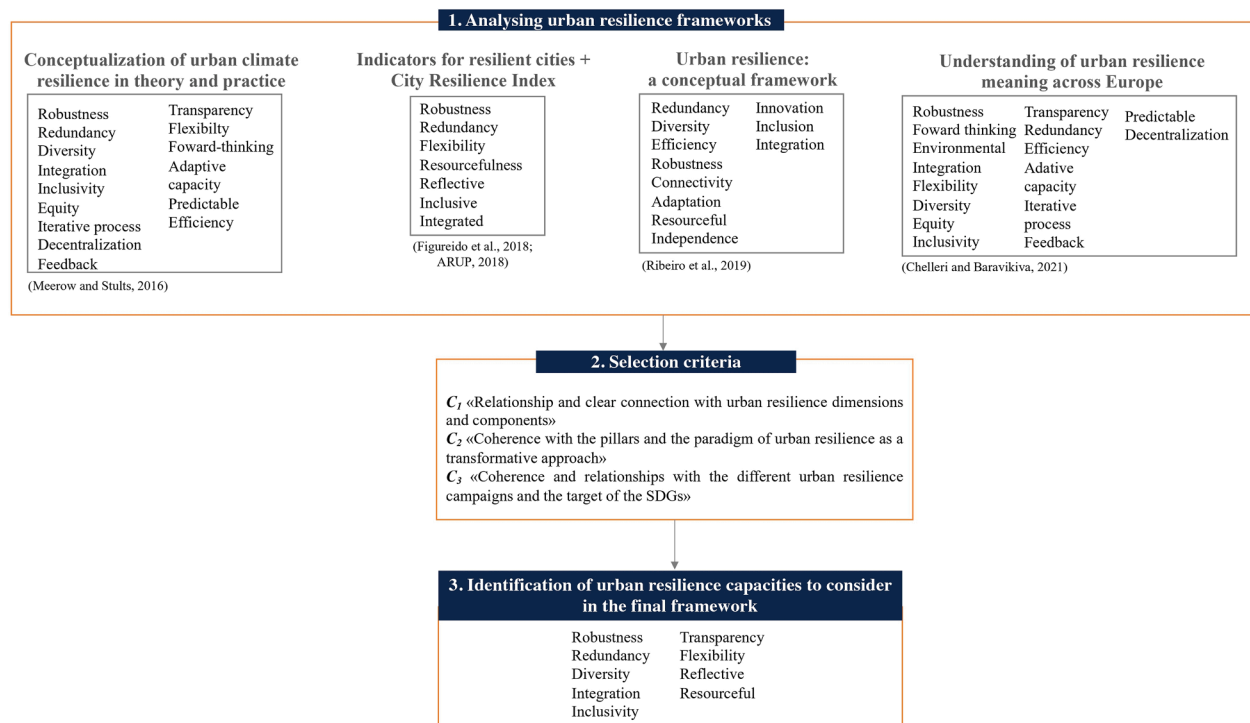 1. Analysing urban resilience frameworks
Conceptualization of urban climate
resilience in theory and practice
Robustness
Redundancy
Diversity
Integration
Inclusivity
Equity
Iterative process
Decentralization
Feedback
Transparency
Flexibilty
Foward-thinking
Adaptive
capacity
Predictable
Efficiency
(Meerow and Stults, 2016)
Indicators for resilient cities +
City Resilience Index
Robustness
Redundancy
Flexibility
Resourcefulness
Reflective
Inclusive
Integrated
(Figureido et al., 2018;
ARUP, 2018)
Urban resilience:
a conceptual framework
Redundancy
Diversity
Efficiency
Robustness
Connectivity
Adaptation
Resourceful
Independence
Innovation
Inclusion
Integration
(Ribeiro et al., 2019)
Understanding of urban resilience
meaning across Europe
Robustness
Foward thinking
Environmental
Integration
Flexibility
Diversity
Equity
Inclusivity
Transparency
Redundancy
Efficiency
Adative
capacity
Iterative
process
Feedback
Predictable
Decentralization
(Chelleri and Baravikiva, 2021)
2. Selection criteria
C1 «Relationship and clear connection with urban resilience dimensions
and components»
C2 «Coherence with the pillars and the paradigm of urban resilience as a
transformative approach»
C3 «Coherence and relationships with the different urban resilience
campaigns and the target of the SDGs»
3. Identification of urban resilience capacities to consider
in the final framework
Robustness
Redundancy
Diversity
Integration
Inclusivity
Transparency
Flexibility
Reflective
Resourceful